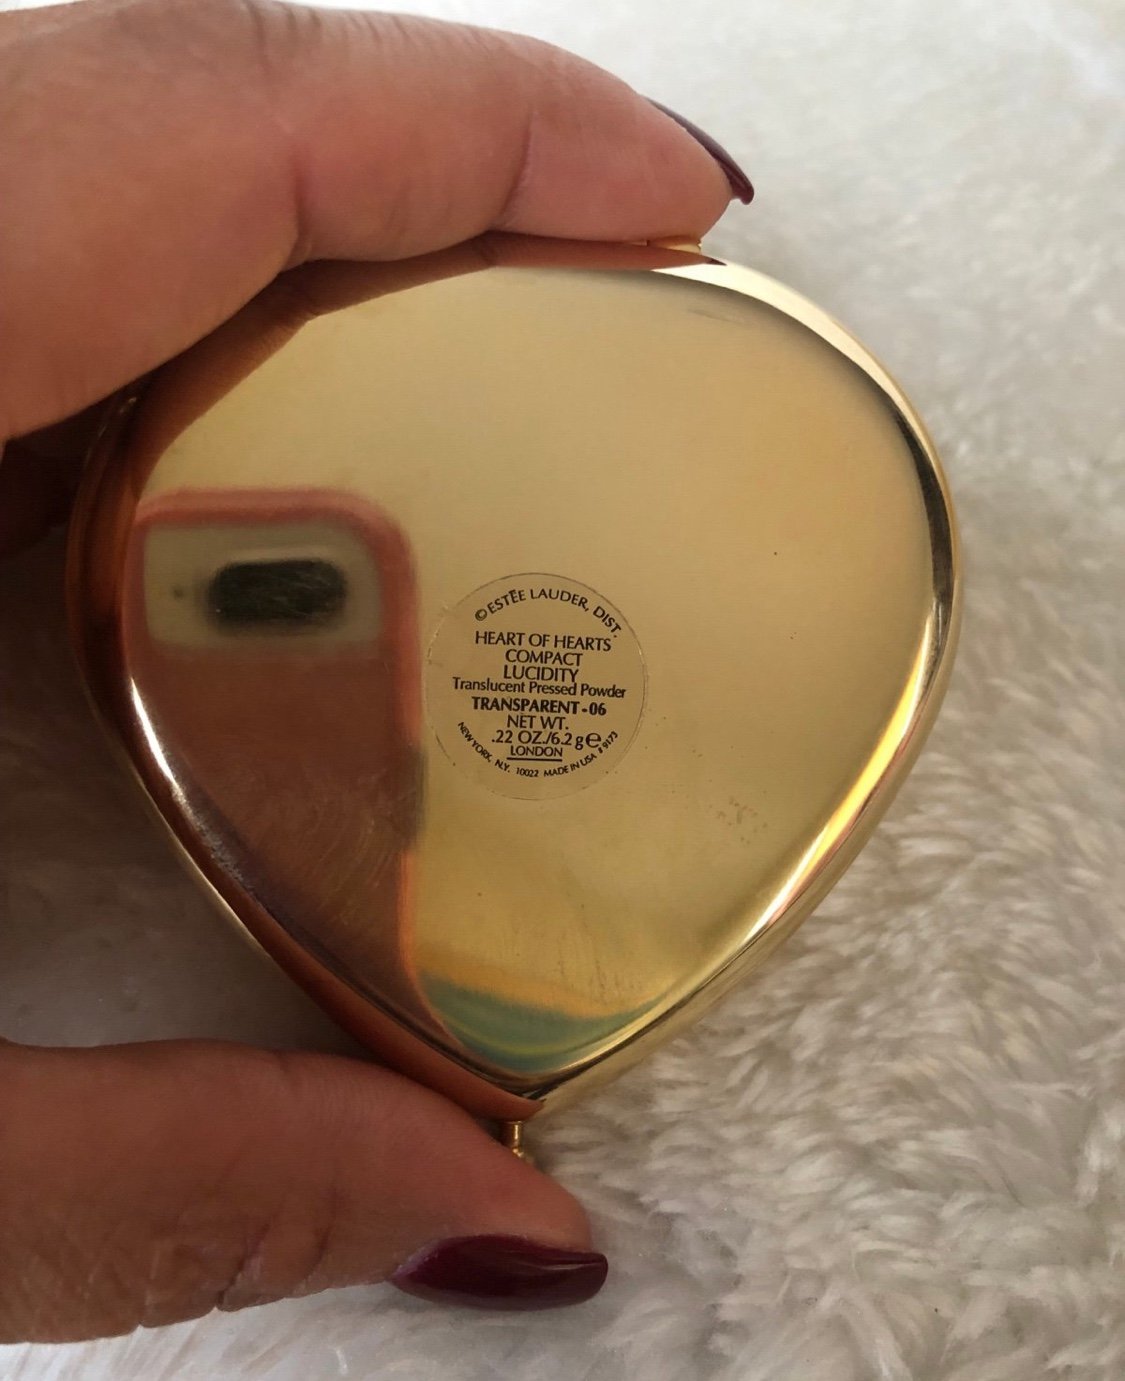 ©ESTĒE LAUDER, DIST.
HEART OF HEARTS
COMPACT
LUCIDITY
Translucent Pressed Powder
TRANSPARENT - 06
NET WT.
.22 OZ./6.2 g ℮
LONDON
NEW YORK, N.Y. 10022 MADE IN USA # 9173